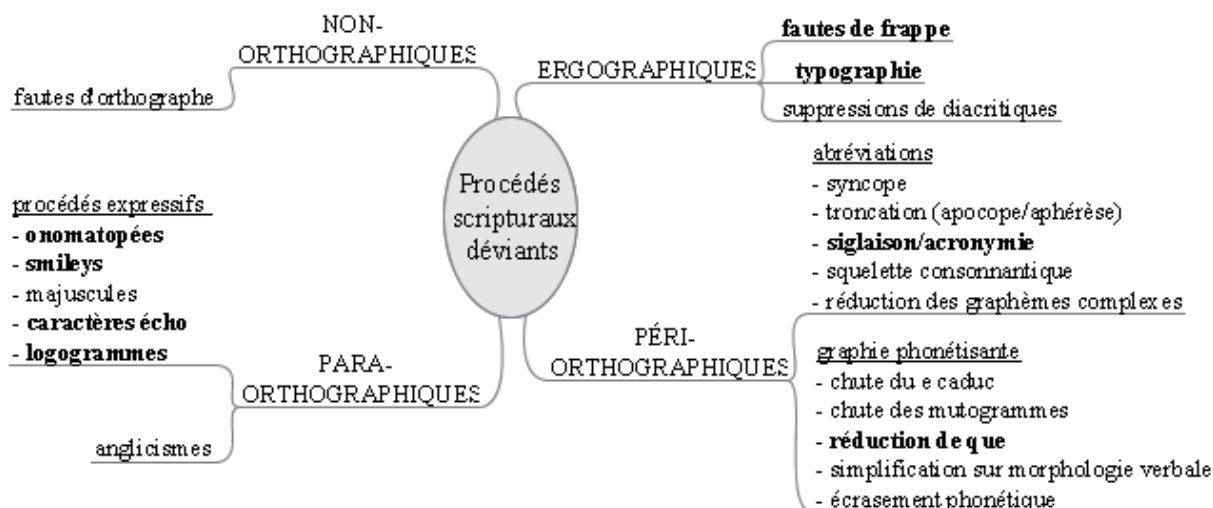 Procédés
scripturaux
déviants
NON-
ORTHOGRAPHIQUES
fautes d'orthographe
ERGOGRAPHIQUES
fautes de frappe
typographie
suppressions de diacritiques
PÉRI-
ORTHOGRAPHIQUES
abréviations
- syncope
- troncation (apocope/aphérèse)
- siglaison/acronymie
- squelette consonnantique
- réduction des graphèmes complexes
graphie phonétisante
- chute du e caduc
- chute des mutogrammes
- réduction de que
- simplification sur morphologie verbale
- écrasement phonétique
PARA-
ORTHOGRAPHIQUES
procédés expressifs
- onomatopées
- smileys
- majuscules
- caractères écho
- logogrammes
anglicismes